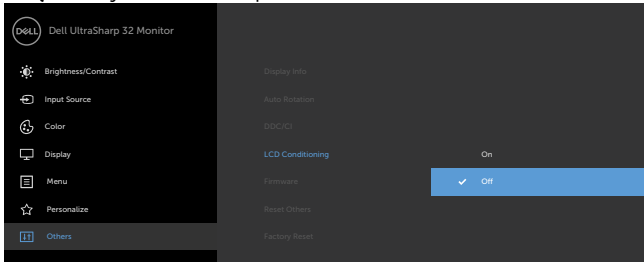 DELL
Dell UltraSharp 32 Monitor
Brightness/Contrast
Display Info
Input Source
Auto Rotation
Color
DDC/CI
Display
LCD Conditioning
On
Menu
Firmware
Off
Personalize
Reset Others
Others
Factory Reset